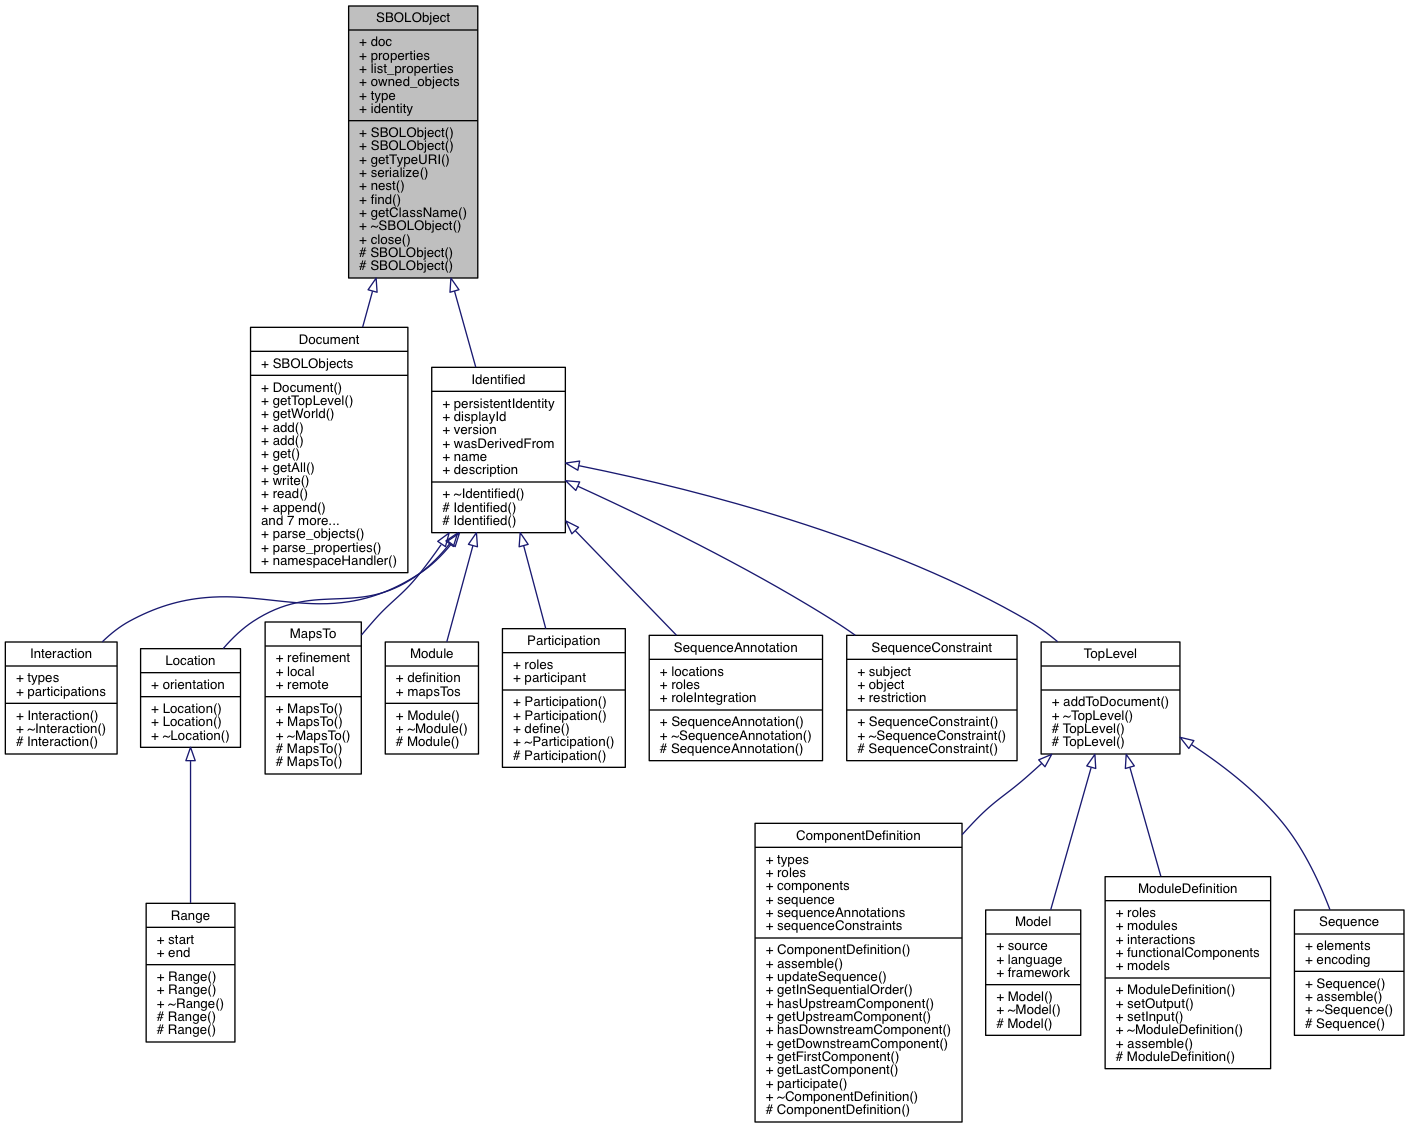 SBOLObject
+ doc
+ properties
+ list_properties
+ owned_objects
+ type
+ identity
+ SBOLObject()
+ SBOLObject()
+ getTypeURI()
+ serialize()
+ nest()
+ find()
+ getClassName()
+ ~SBOLObject()
+ close()
# SBOLObject()
# SBOLObject()
Document
+ SBOLObjects
+ Document()
+ getTopLevel()
+ getWorld()
+ add()
+ add()
+ get()
+ getAll()
+ write()
+ read()
+ append()
and 7 more...
+ parse_objects()
+ parse_properties()
+ namespaceHandler()
Identified
+ persistentIdentity
+ displayId
+ version
+ wasDerivedFrom
+ name
+ description
+ ~Identified()
# Identified()
# Identified()
Interaction
+ types
+ participations
+ Interaction()
+ ~Interaction()
# Interaction()
Location
+ orientation
+ Location()
+ Location()
+ ~Location()
MapsTo
+ refinement
+ local
+ remote
+ MapsTo()
+ MapsTo()
+ ~MapsTo()
# MapsTo()
# MapsTo()
Module
+ definition
+ mapsTos
+ Module()
+ ~Module()
# Module()
Participation
+ roles
+ participant
+ Participation()
+ Participation()
+ define()
+ ~Participation()
# Participation()
SequenceAnnotation
+ locations
+ roles
+ roleIntegration
+ SequenceAnnotation()
+ ~SequenceAnnotation()
# SequenceAnnotation()
SequenceConstraint
+ subject
+ object
+ restriction
+ SequenceConstraint()
+ ~SequenceConstraint()
# SequenceConstraint()
TopLevel
+ addToDocument()
+ ~TopLevel()
# TopLevel()
# TopLevel()
Range
+ start
+ end
+ Range()
+ Range()
+ ~Range()
# Range()
# Range()
ComponentDefinition
+ types
+ roles
+ components
+ sequence
+ sequenceAnnotations
+ sequenceConstraints
+ ComponentDefinition()
+ assemble()
+ updateSequence()
+ getInSequentialOrder()
+ hasUpstreamComponent()
+ getUpstreamComponent()
+ hasDownstreamComponent()
+ getDownstreamComponent()
+ getFirstComponent()
+ getLastComponent()
+ participate()
+ ~ComponentDefinition()
# ComponentDefinition()
Model
+ source
+ language
+ framework
+ Model()
+ ~Model()
# Model()
ModuleDefinition
+ roles
+ modules
+ interactions
+ functionalComponents
+ models
+ ModuleDefinition()
+ setOutput()
+ setInput()
+ ~ModuleDefinition()
+ assemble()
# ModuleDefinition()
Sequence
+ elements
+ encoding
+ Sequence()
+ assemble()
+ ~Sequence()
# Sequence()